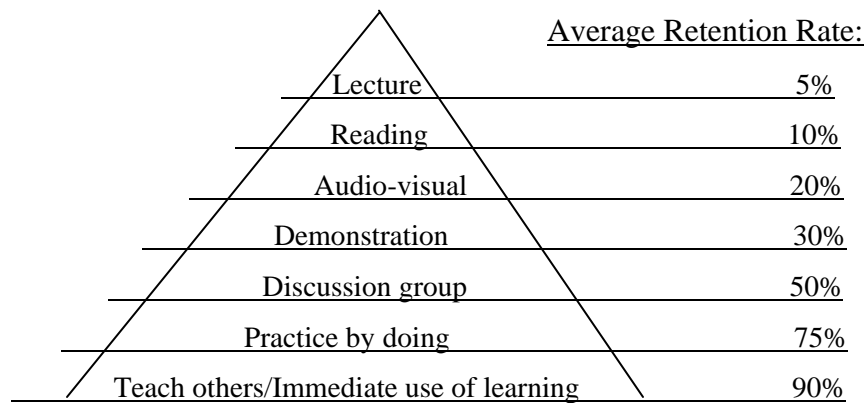 Average Retention Rate:
Lecture 5%
Reading 10%
Audio-visual 20%
Demonstration 30%
Discussion group 50%
Practice by doing 75%
Teach others/Immediate use of learning 90%